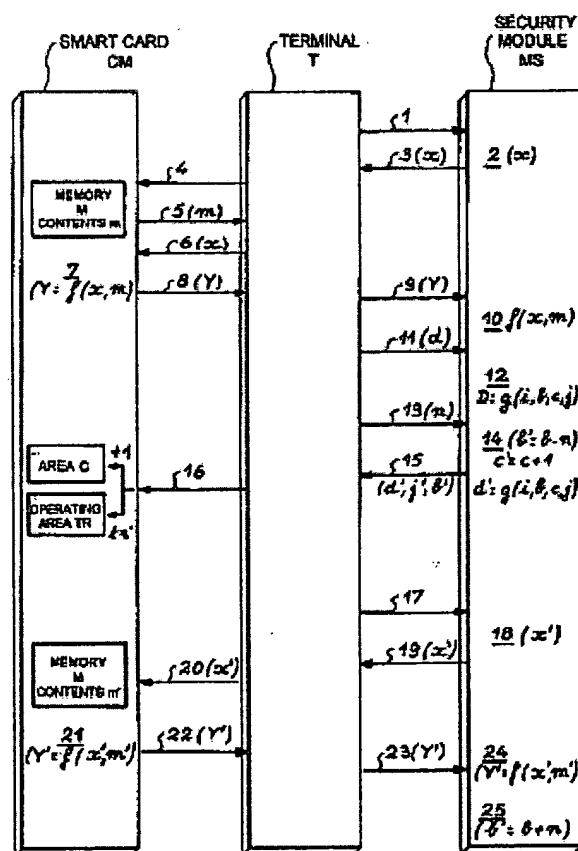 SMART CARD
CM
TERMINAL
T
SECURITY
MODULE
MS
1
3(x)
2(x)
4
MEMORY
M
CONTENTS m
5(m)
6(x)
7
(Y=f(x,m)
8(Y)
9(Y)
10 f(x,m)
11(d)
12
D=g(i,b,c,j)
13(n)
14 (b'=b-n)
c'=c+1
AREA C
+1
16
15
(d',j',b')
d'=g(i,b,c,j)
OPERATING
AREA TR
17
18(x')
19(x')
MEMORY
M
CONTENTS m'
20(x')
21
(Y'=f(x',m')
22(Y')
23(Y')
24
(Y'=f(x',m')
25